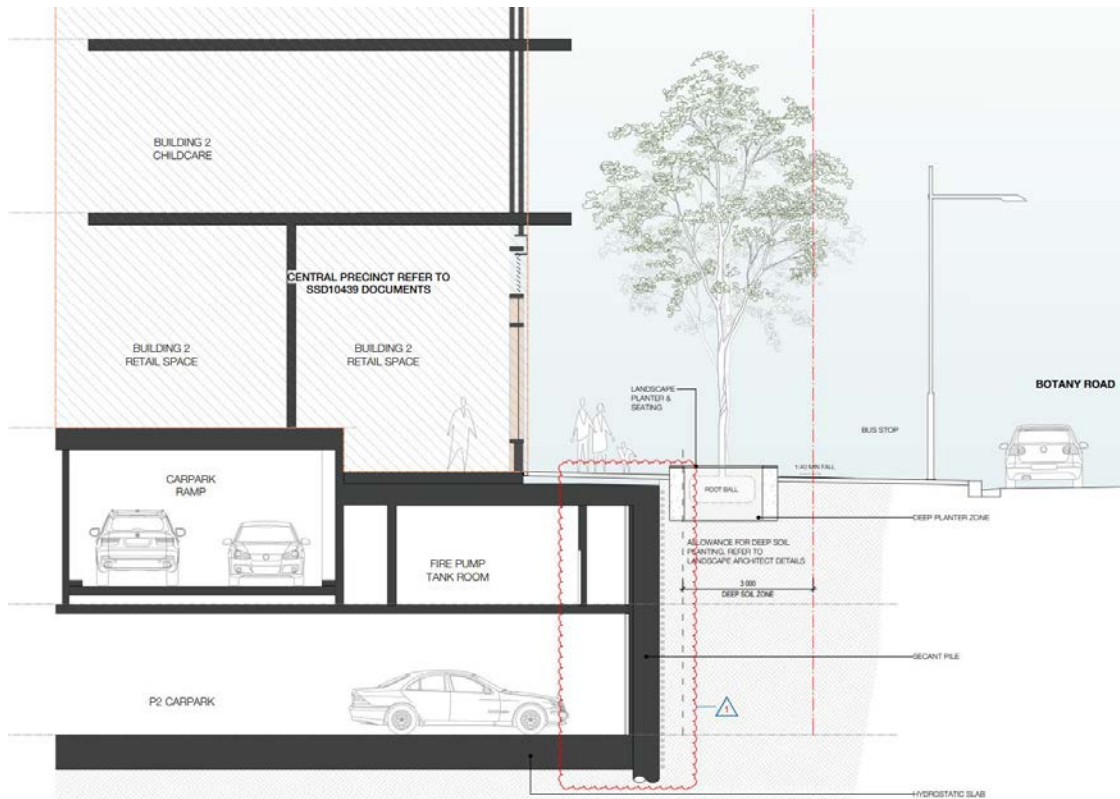 BUILDING 2
CHILDCARE
CENTRAL PRECINCT REFER TO
SSD10439 DOCUMENTS
BUILDING 2
RETAIL SPACE
BUILDING 2
RETAIL SPACE
LANDSCAPE
PLANTER &
SEATING
BOTANY ROAD
BUS STOP
1:40 MIN FALL
CARPARK
RAMP
ROOT BALL
DEEP PLANTER ZONE
ALLOWANCE FOR DEEP SOIL
PLANTING, REFER TO
LANDSCAPE ARCHITECT DETAILS
FIRE PUMP
TANK ROOM
3 000
DEEP SOIL ZONE
SECANT PILE
P2 CARPARK
1
HYDROSTATIC SLAB